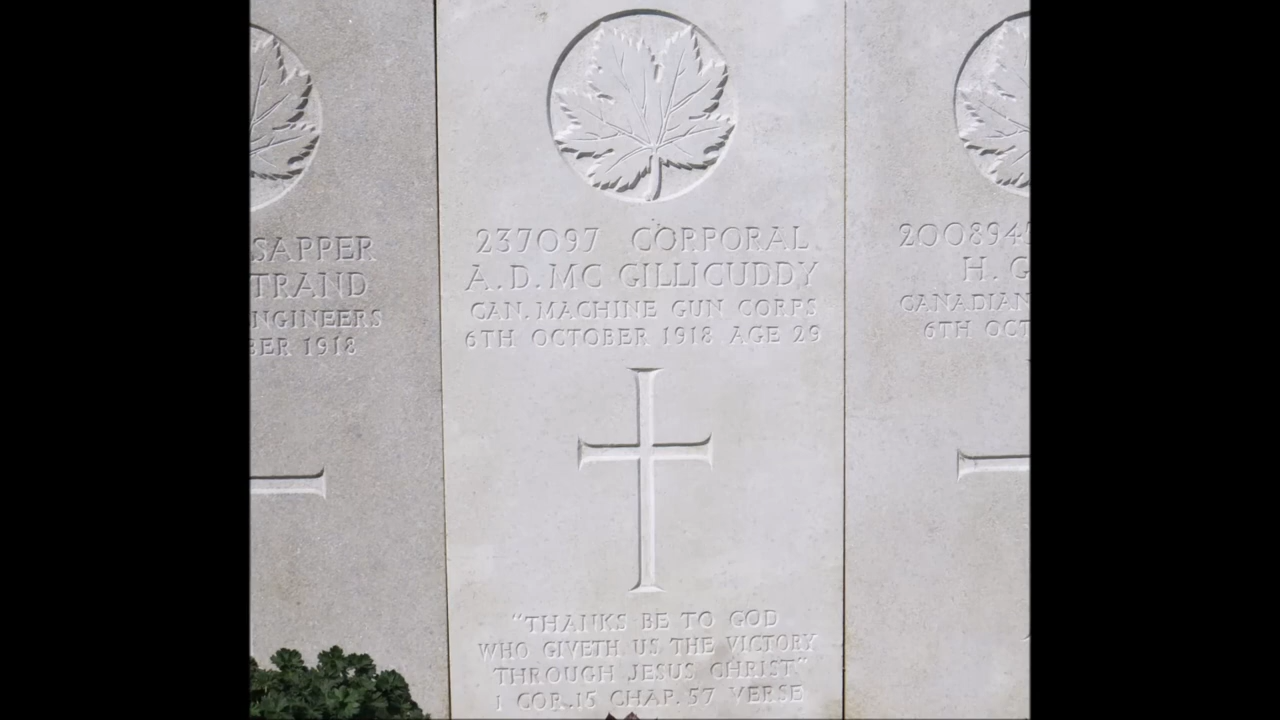 SAPPER
TRAND
NGINEERS
BER 1918
237097 CORPORAL
A.D.MC GILLICUDDY
CAN. MACHINE GUN CORPS
6TH OCTOBER 1918 AGE 29
"THANKS BE TO GOD
WHO GIVETH US THE VICTORY
THROUGH JESUS CHRIST"
1 COR.15 CHAP.57 VERSE
200894
H. G
CANADIAN
6TH OCT